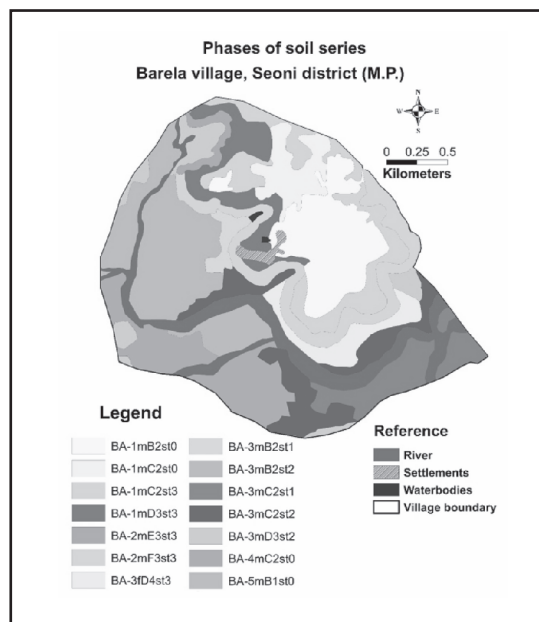 Phases of soil series
Barela village, Seoni district (M.P.)
N
W E
S
0 0.25 0.5
Kilometers
Legend
BA-1mB2st0
BA-1mC2st0
BA-1mC2st3
BA-1mD3st3
BA-2mE3st3
BA-2mF3st3
BA-3fD4st3
BA-3mB2st1
BA-3mB2st2
BA-3mC2st1
BA-3mC2st2
BA-3mD3st2
BA-4mC2st0
BA-5mB1st0
Reference
River
Settlements
Waterbodies
Village boundary